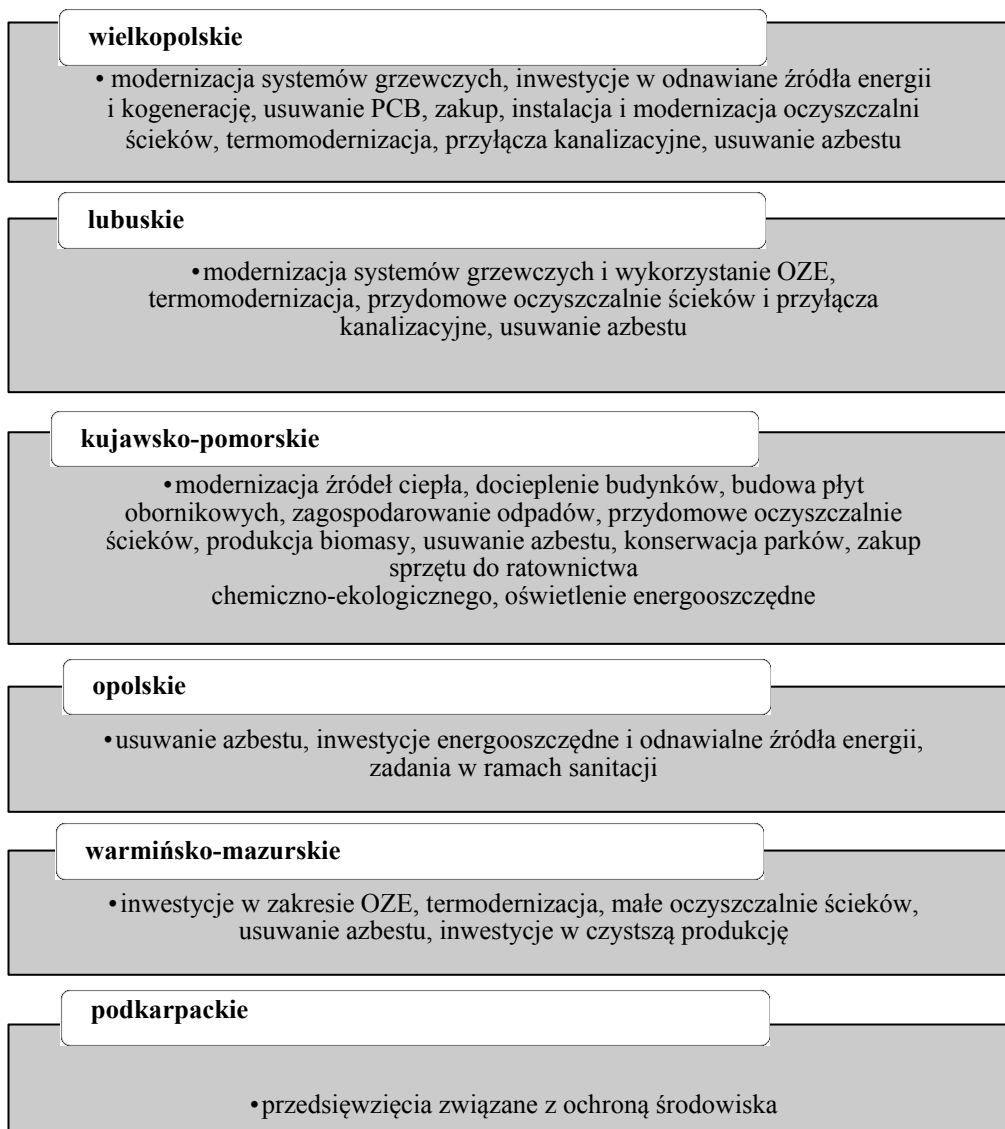 wielkopolskie
• modernizacja systemów grzewczych, inwestycje w odnawiane źródła energii
i kogenerację, usuwanie PCB, zakup, instalacja i modernizacja oczyszczalni
ścieków, termomodernizacja, przyłącza kanalizacyjne, usuwanie azbestu
lubuskie
•modernizacja systemów grzewczych i wykorzystanie OZE,
termomodernizacja, przydomowe oczyszczalnie ścieków i przyłącza
kanalizacyjne, usuwanie azbestu
kujawsko-pomorskie
•modernizacja źródeł ciepła, docieplenie budynków, budowa płyt
obornikowych, zagospodarowanie odpadów, przydomowe oczyszczalnie
ścieków, produkcja biomasy, usuwanie azbestu, konserwacja parków, zakup
sprzętu do ratownictwa
chemiczno-ekologicznego, oświetlenie energooszczędne
opolskie
•usuwanie azbestu, inwestycje energooszczędne i odnawialne źródła energii,
zadania w ramach sanitacji
warmińsko-mazurskie
•inwestycje w zakresie OZE, termodernizacja, małe oczyszczalnie ścieków,
usuwanie azbestu, inwestycje w czystszą produkcję
podkarpackie
•przedsięwzięcia związane z ochroną środowiska